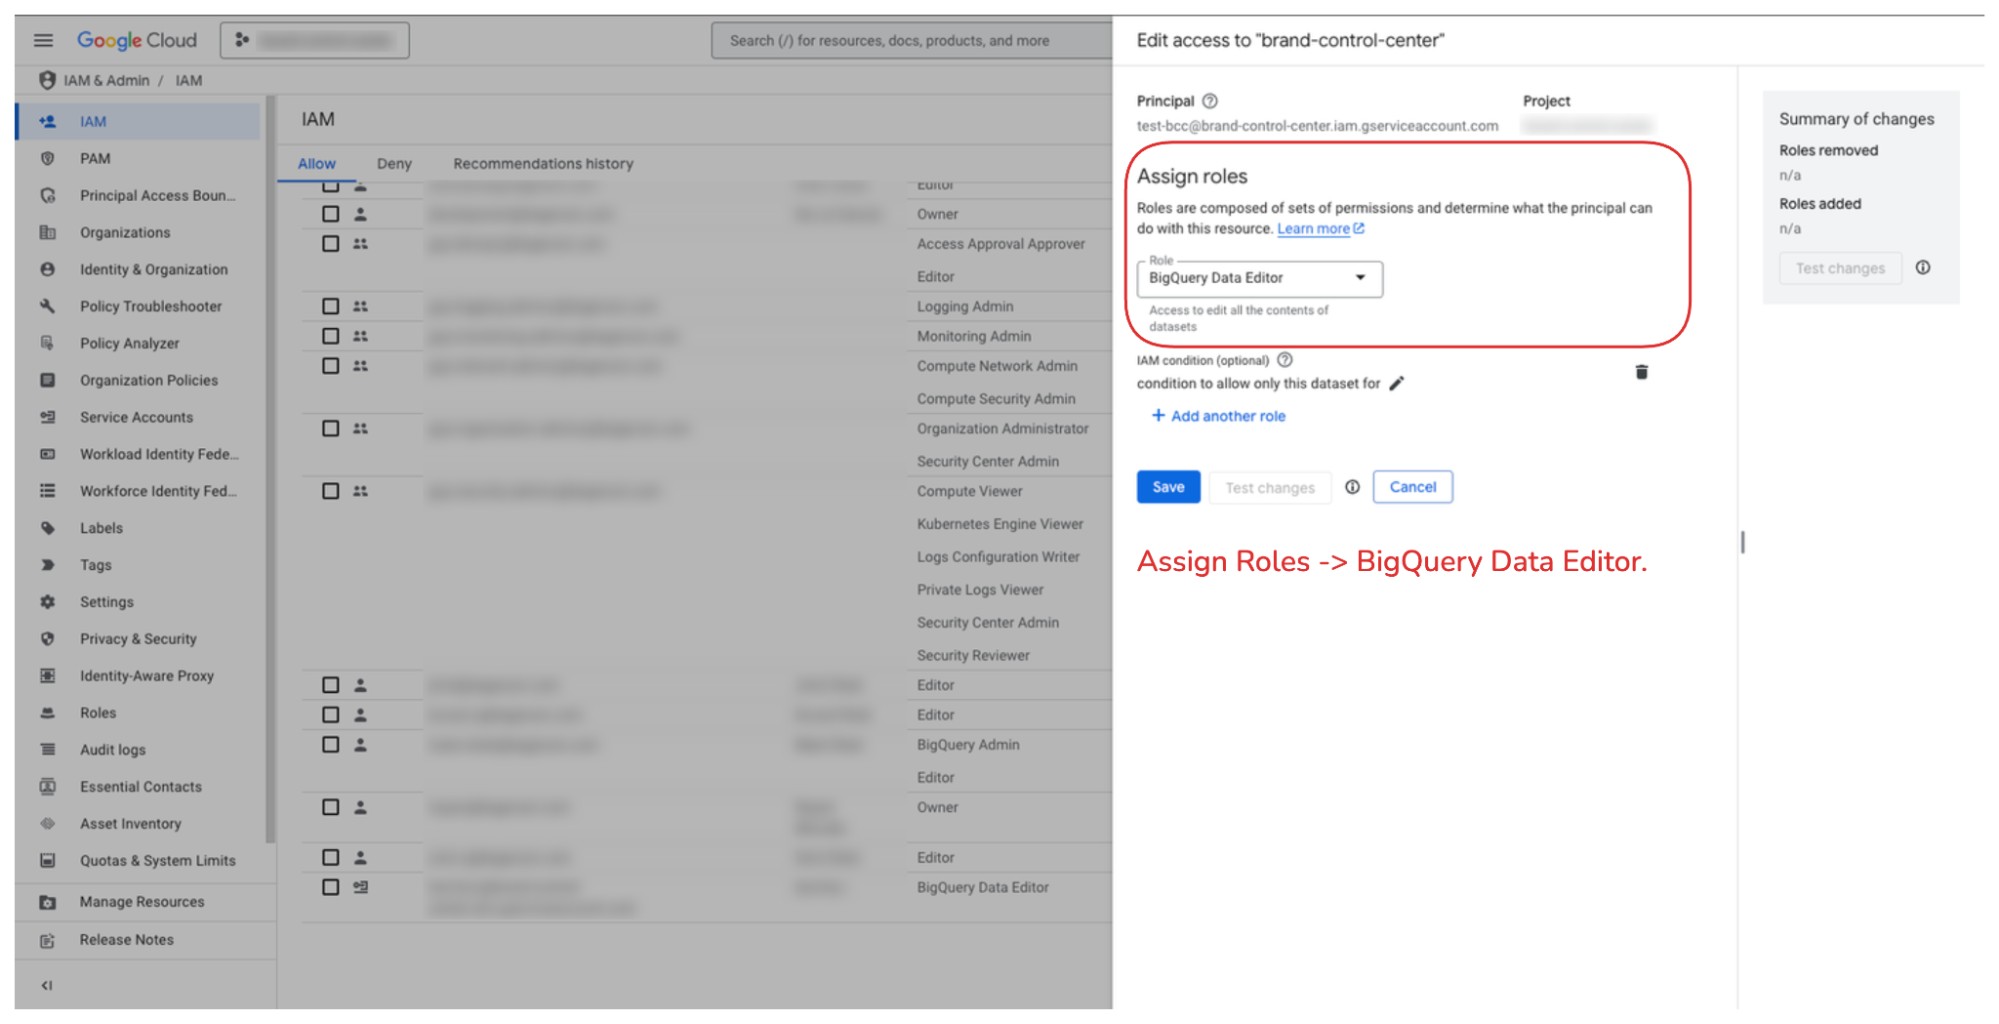 Google Cloud
Search (/) for resources, docs, products, and more
IAM & Admin / IAM
IAM
PAM
Principal Access Boun...
Organizations
Identity & Organization
Policy Troubleshooter
Policy Analyzer
Organization Policies
Service Accounts
Workload Identity Fede...
Workforce Identity Fed...
Labels
Tags
Settings
Privacy & Security
Identity-Aware Proxy
Roles
Audit logs
Essential Contacts
Asset Inventory
Quotas & System Limits
Manage Resources
Release Notes
IAM
Allow Deny Recommendations history
Editor
Owner
Access Approval Approver
Editor
Logging Admin
Monitoring Admin
Compute Network Admin
Compute Security Admin
Organization Administrator
Security Center Admin
Compute Viewer
Kubernetes Engine Viewer
Logs Configuration Writer
Private Logs Viewer
Security Center Admin
Security Reviewer
Editor
Editor
BigQuery Admin
Editor
Owner
Editor
BigQuery Data Editor
Edit access to "brand-control-center"
Principal Project
test-bcc@brand-control-center.iam.gserviceaccount.com
Assign roles
Roles are composed of sets of permissions and determine what the principal can
do with this resource. Learn more
Role
BigQuery Data Editor
Access to edit all the contents of
datasets
IAM condition (optional)
condition to allow only this dataset for
+ Add another role
Save Test changes Cancel
Assign Roles -> BigQuery Data Editor.
Summary of changes
Roles removed
n/a
Roles added
n/a
Test changes